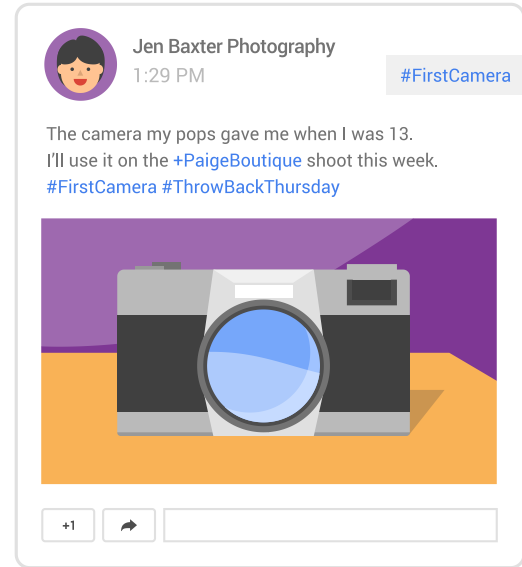 Jen Baxter Photography
1:29 PM
#FirstCamera
The camera my pops gave me when I was 13.
I'll use it on the +PaigeBoutique shoot this week.
#FirstCamera #ThrowBackThursday
+1